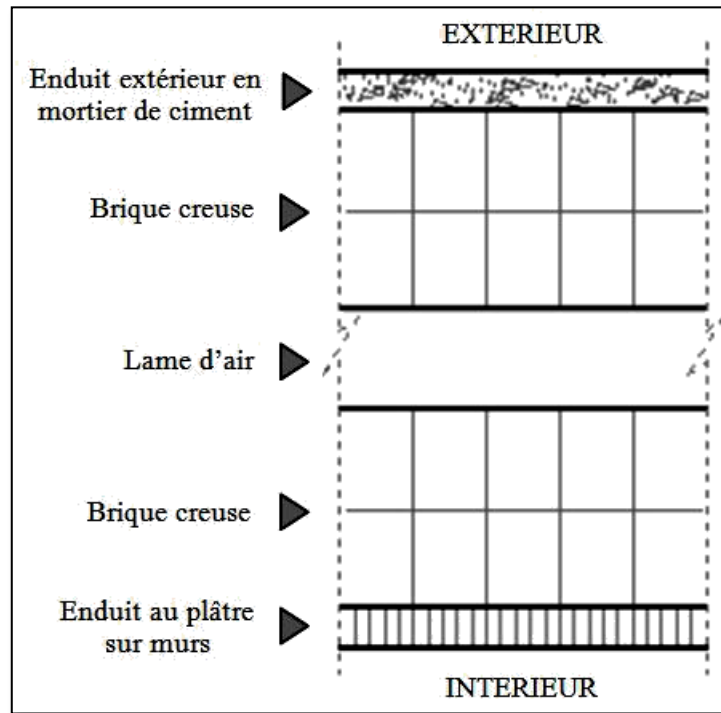 EXTERIEUR
Enduit extérieur en
mortier de ciment
Brique creuse
Lame d'air
Brique creuse
Enduit au plâtre
sur murs
INTERIEUR